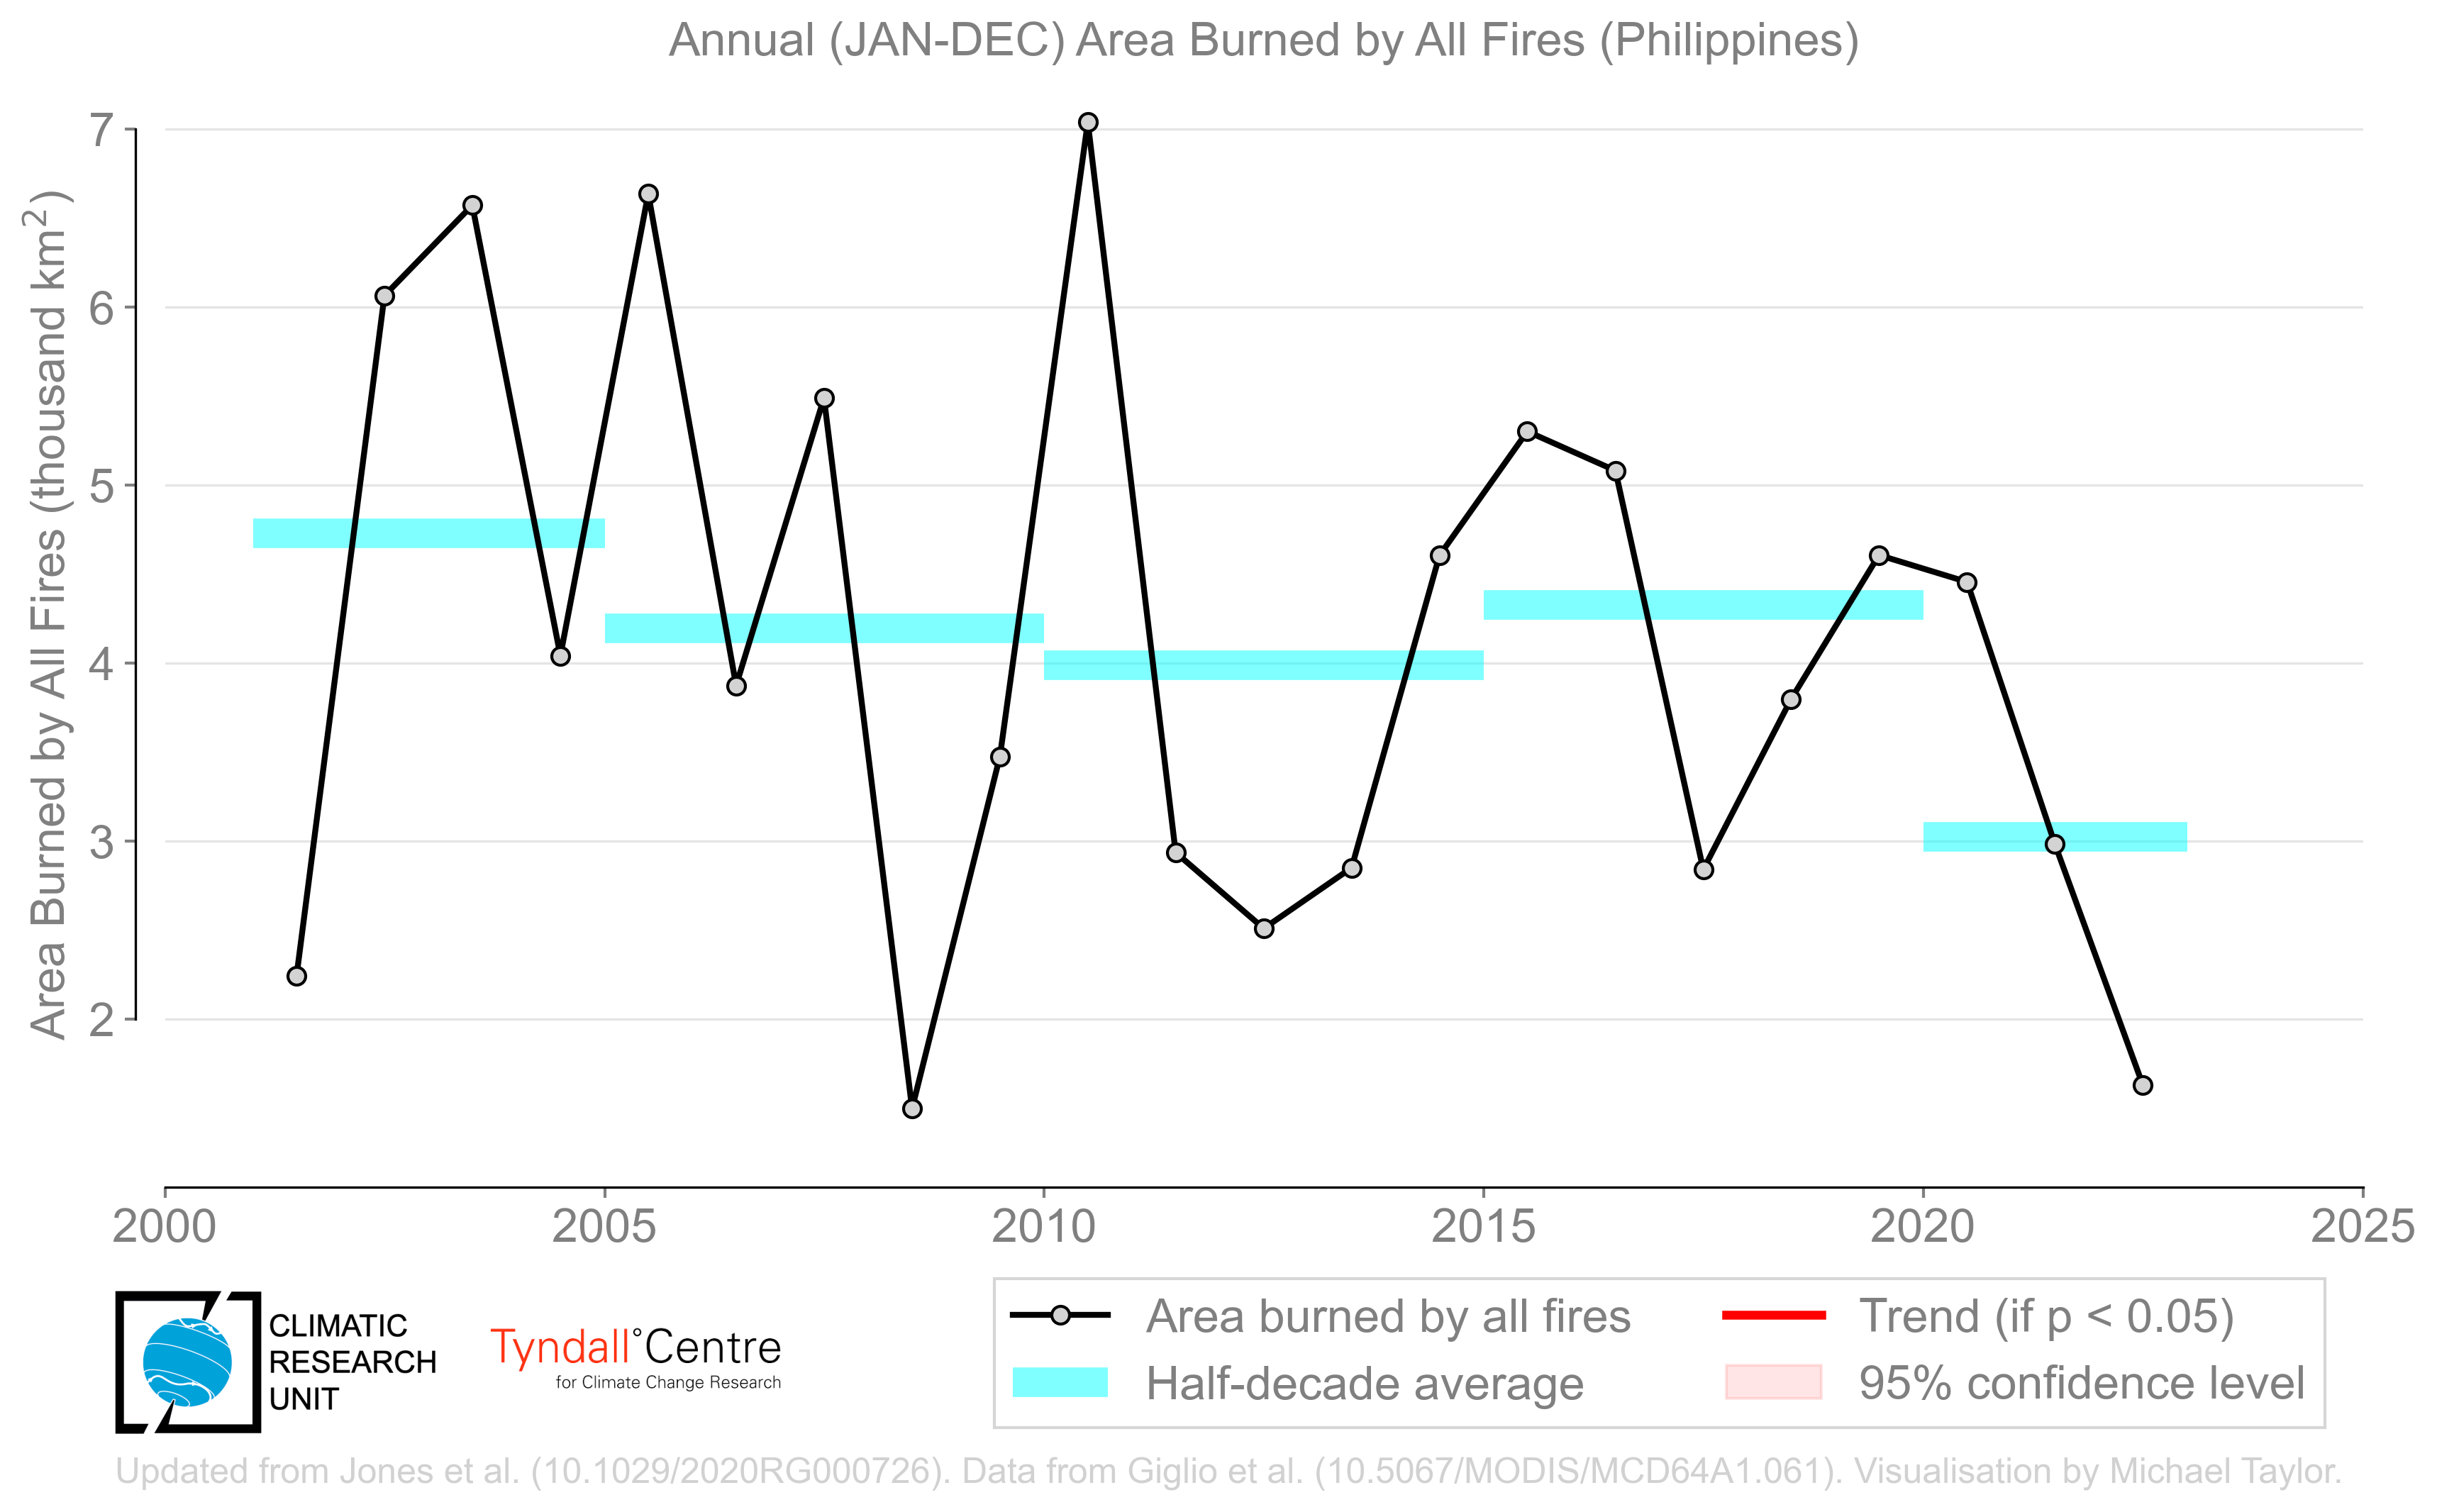 Annual (JAN-DEC) Area Burned by All Fires (Philippines)
Area Burned by All Fires (thousand km²)
7
6
5
4
3
2
2000 2005 2010 2015 2020 2025
CLIMATIC
RESEARCH
UNIT
Tyndall°Centre
for Climate Change Research
Area burned by all fires
Half-decade average
Trend (if p < 0.05)
95% confidence level
Updated from Jones et al. (10.1029/2020RG000726). Data from Giglio et al. (10.5067/MODIS/MCD64A1.061). Visualisation by Michael Taylor.